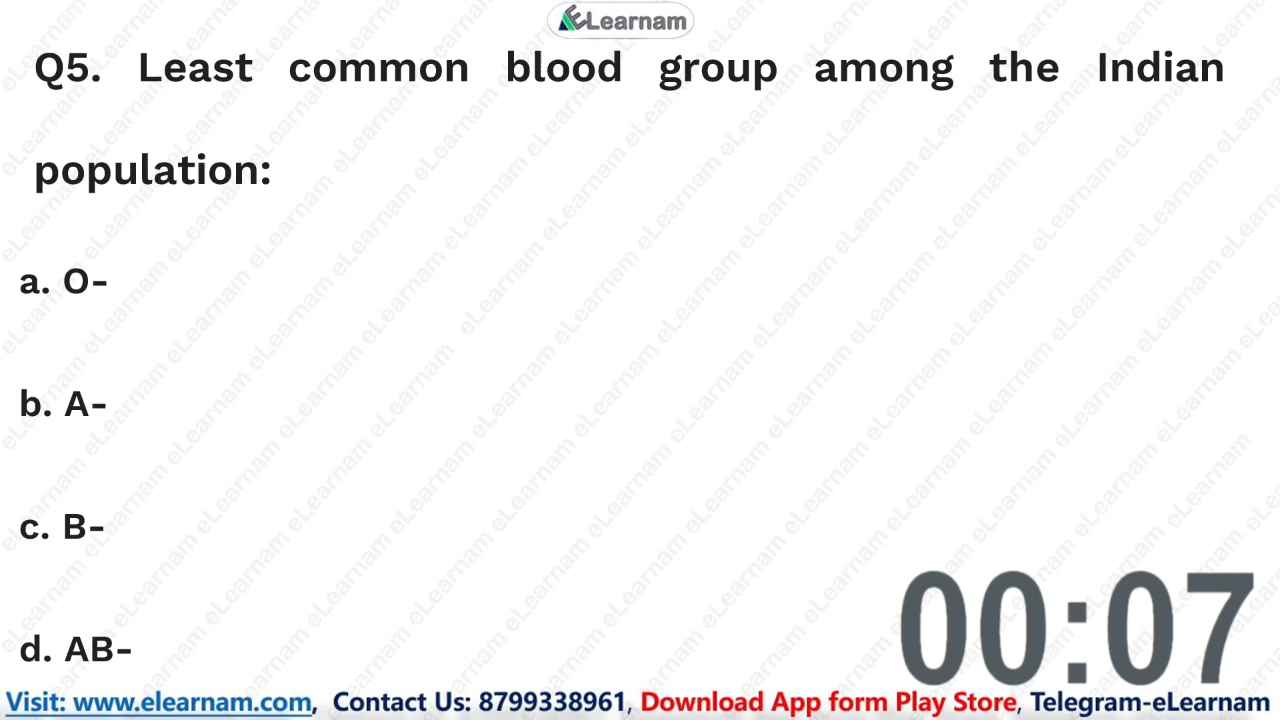 eLearnam
Q5. Least common blood group among the Indian
population:
a. O-
b. A-
c. B-
d. AB-
00:07
Visit: www.elearnam.com, Contact Us: 8799338961, Download App form Play Store, Telegram-eLearnam